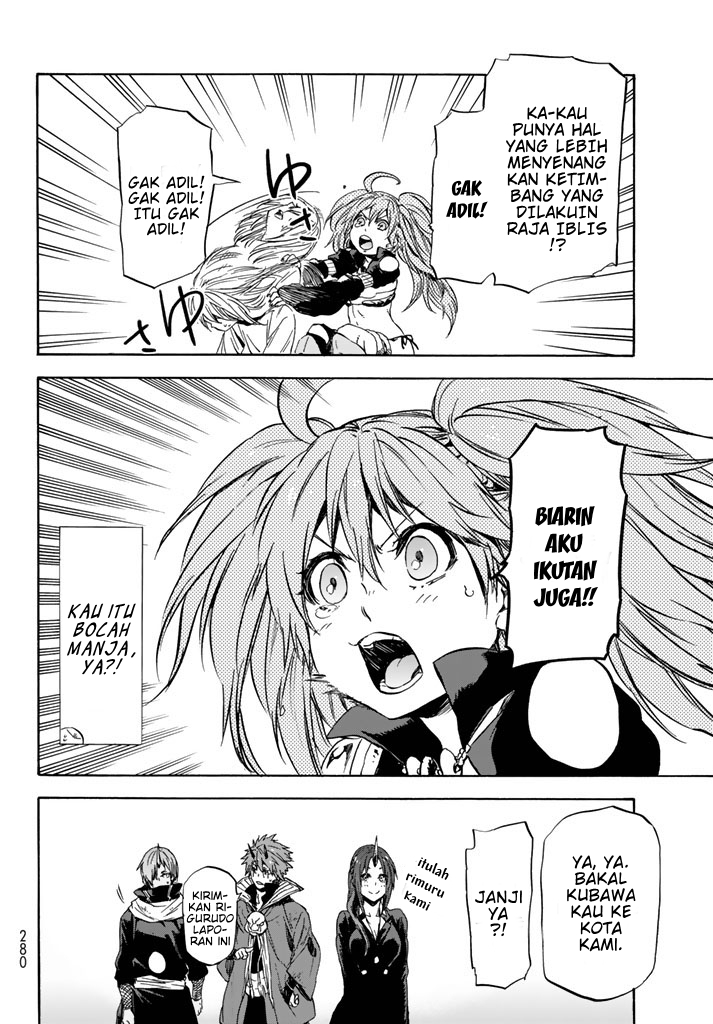 KA-KAU
PUNYA HAL
YANG LEBIH
MENYENANG
KAN KETIM-
BANG YANG
DILAKUIN
RAJA IBLIS
!?
GAK
ADIL!
GAK ADIL!
GAK ADIL!
ITU GAK
ADIL!
ゆさ
ゆさ
BIARIN
AKU
IKUTAN
JUGA!!
KAU ITU
BOCAH
MANJA,
YA?!
YA, YA.
BAKAL
KUBAWA
KAU KE
KOTA
KAMI.
JANJI
YA
?!
itulah
rimuru
kami
KIRIM-
KAN RI-
GURUDO
LAPO-
RAN INI
280